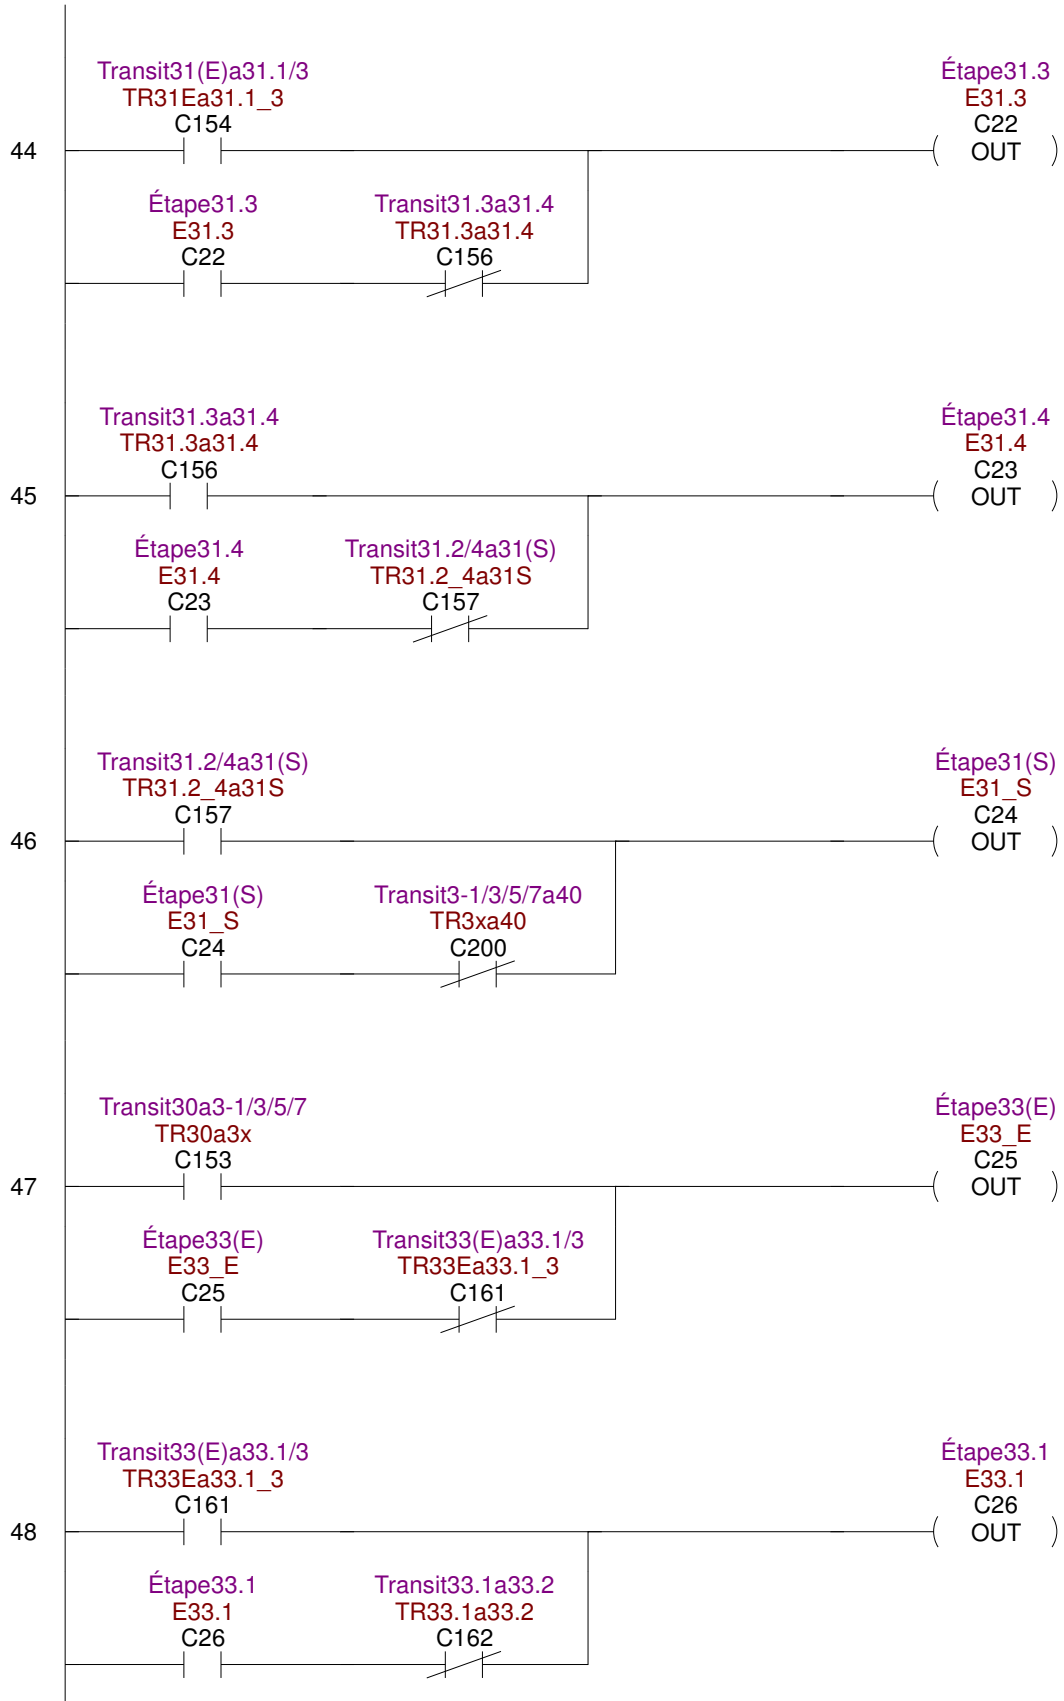 Transit31(E)a31.1/3
TR31Ea31.1_3
C154
Étape31.3
E31.3
C22
44
OUT
Étape31.3
E31.3
C22
Transit31.3a31.4
TR31.3a31.4
C156
Transit31.3a31.4
TR31.3a31.4
C156
Étape31.4
E31.4
C23
45
OUT
Étape31.4
E31.4
C23
Transit31.2/4a31(S)
TR31.2_4a31S
C157
Transit31.2/4a31(S)
TR31.2_4a31S
C157
Étape31(S)
E31_S
C24
46
OUT
Étape31(S)
E31_S
C24
Transit3-1/3/5/7a40
TR3xa40
C200
Transit30a3-1/3/5/7
TR30a3x
C153
Étape33(E)
E33_E
C25
47
OUT
Étape33(E)
E33_E
C25
Transit33(E)a33.1/3
TR33Ea33.1_3
C161
Transit33(E)a33.1/3
TR33Ea33.1_3
C161
Étape33.1
E33.1
C26
48
OUT
Étape33.1
E33.1
C26
Transit33.1a33.2
TR33.1a33.2
C162